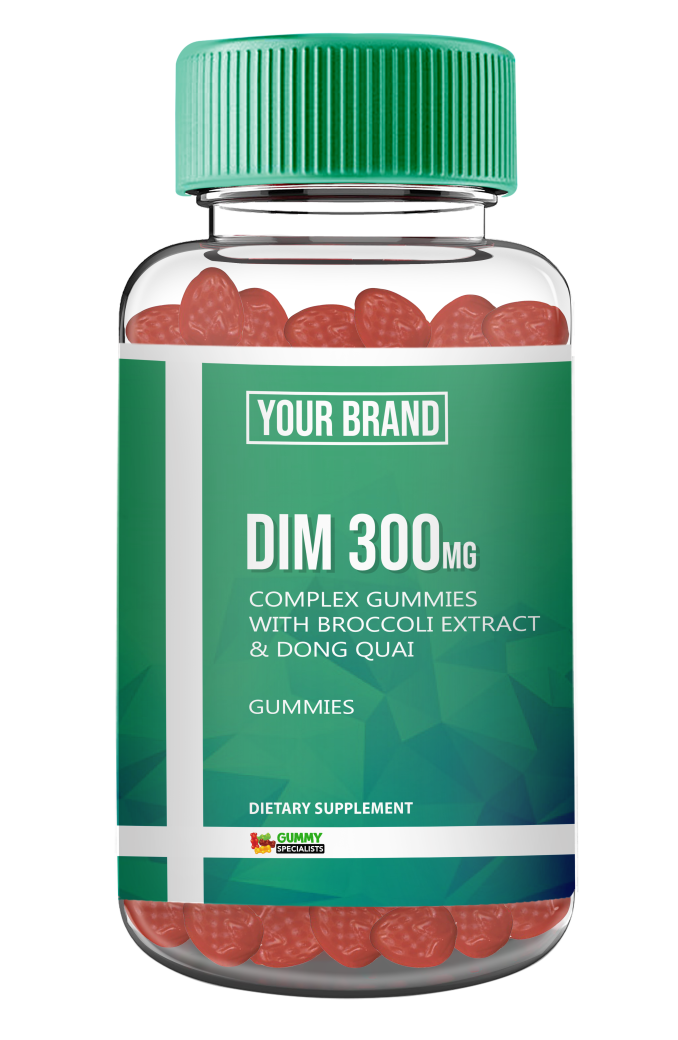 YOUR BRAND
DIM 300MG
COMPLEX GUMMIES
WITH BROCCOLI EXTRACT
& DONG QUAI
GUMMIES
DIETARY SUPPLEMENT
GUMMY
SPECIALISTS